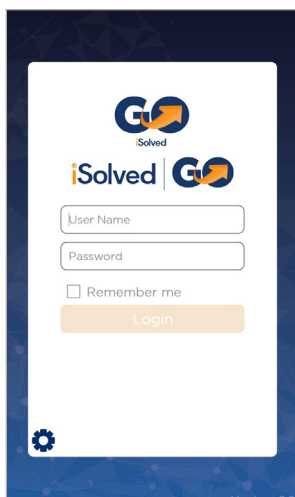 GO
iSolved
iSolved GO
User Name
Password
Remember me
Login